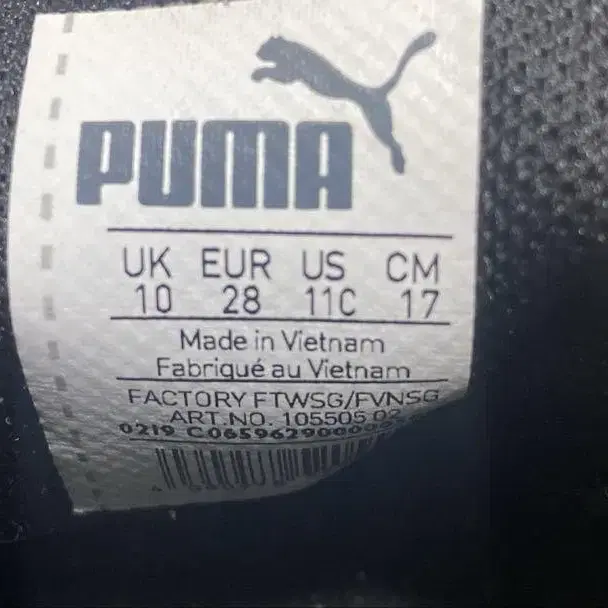 PUMA
UK EUR US CM
10 28 11C 17
Made in Vietnam
Fabriqué au Vietnam
FACTORY FTWSG/FVNSG
ART.NO. 105505 02
0219